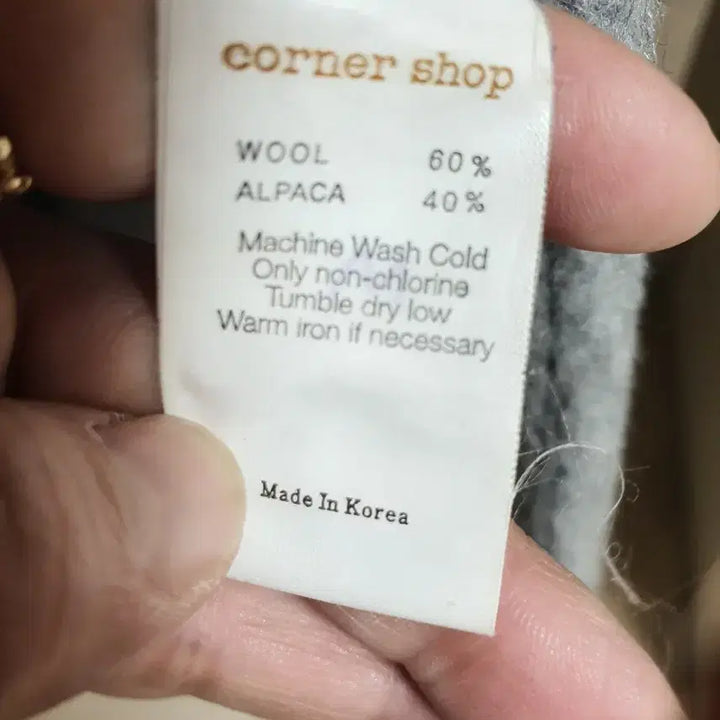 corner shop
WOOL 60%
ALPACA 40%
Machine Wash Cold
Only non-chlorine
Tumble dry low
Warm iron if necessary
Made In Korea